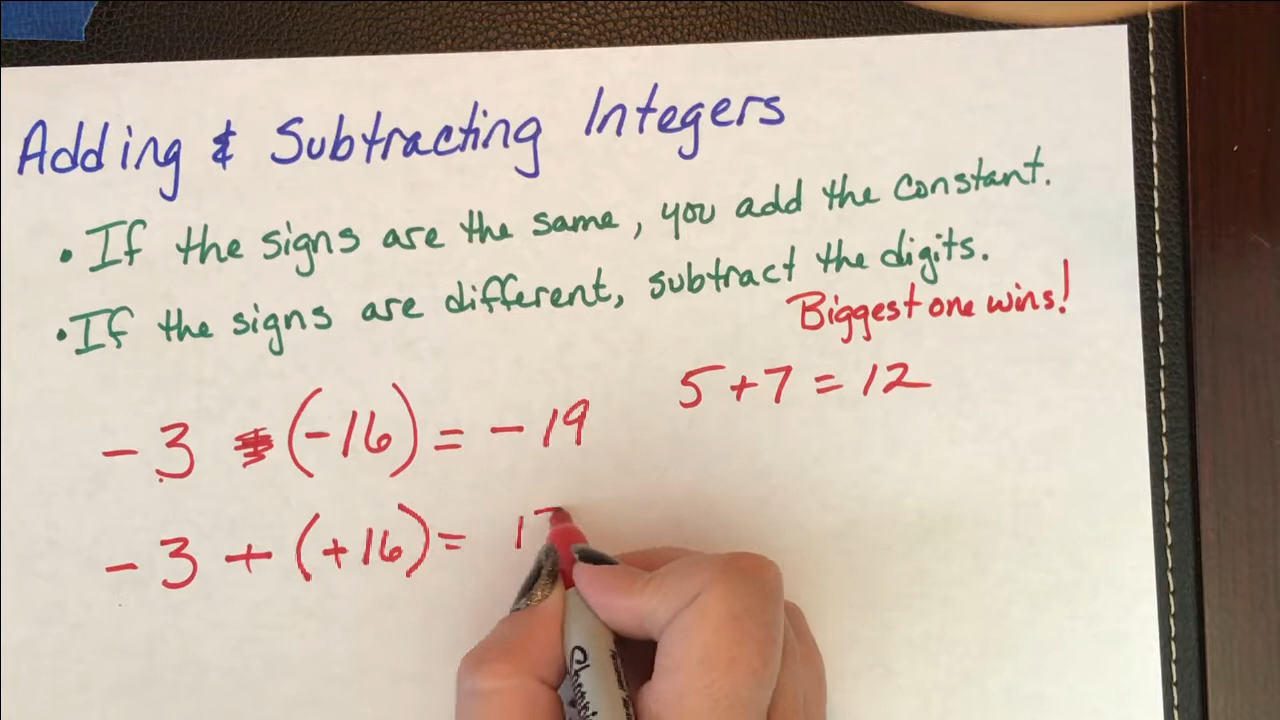 Adding & Subtracting Integers
• If the signs are the same, you add the constant.
• If the signs are different, subtract the digits.
Biggest one wins!
5 + 7 = 12
- 3 (-16) = - 19
- 3 + (+16) = 1